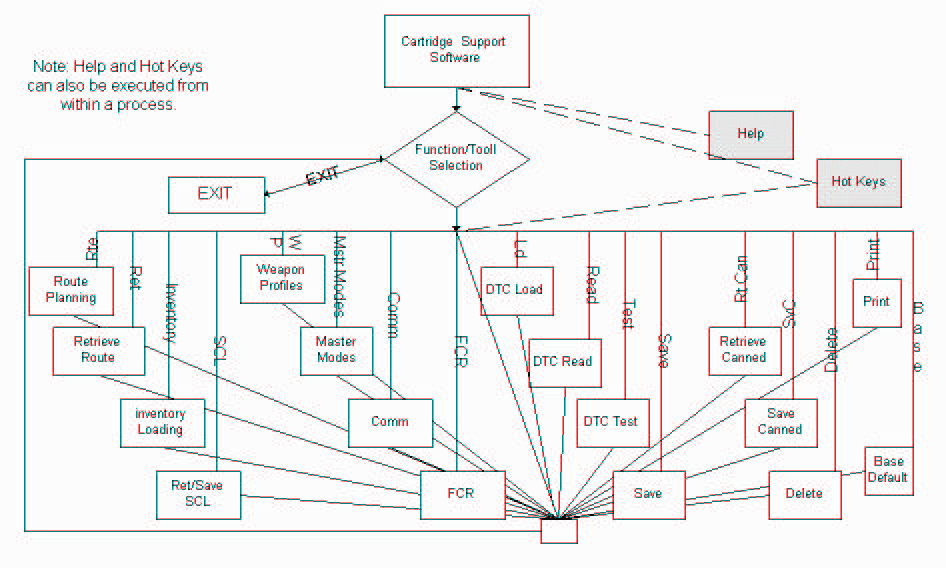 Cartridge Support
Software
Note: Help and Hot Keys
can also be executed from
within a process.
Help
Function/Tooll
Selection
EXIT
EXIT
Hot Keys
Rte
Ret
Inventory
SCL
W P
Mstr Modes
Comm
FCR
Ld
Read
Test
Save
Rt Can
SvC
Delete
Print
Base
Route
Planning
Weapon
Profiles
DTC Load
Print
Retrieve
Route
Master
Modes
DTC Read
Retrieve
Canned
inventory
Loading
Comm
DTC Test
Save
Canned
Base
Default
Ret/Save
SCL
FCR
Save
Delete